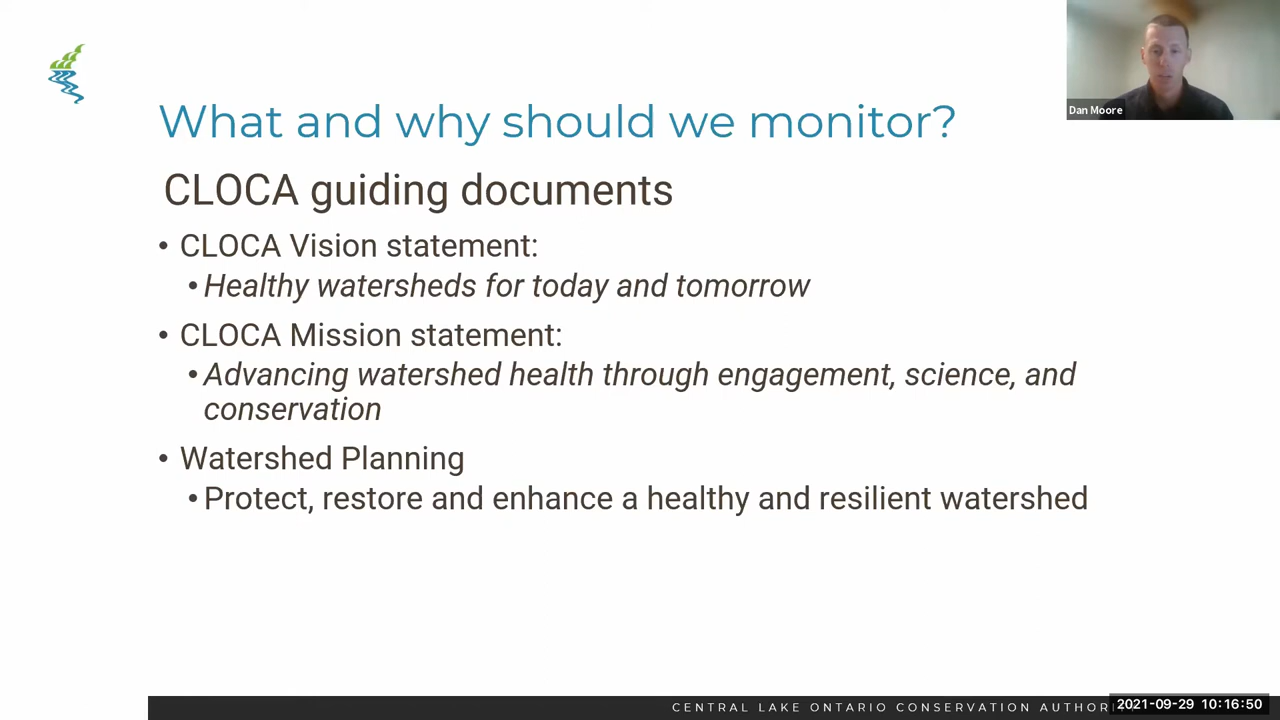 Dan Moore
What and why should we monitor?
CLOCA guiding documents
• CLOCA Vision statement:
• Healthy watersheds for today and tomorrow
• CLOCA Mission statement:
• Advancing watershed health through engagement, science, and
conservation
• Watershed Planning
• Protect, restore and enhance a healthy and resilient watershed
CENTRAL LAKE ONTARIO CONSERVATION AUTHOR
2021-09-29 10:16:50